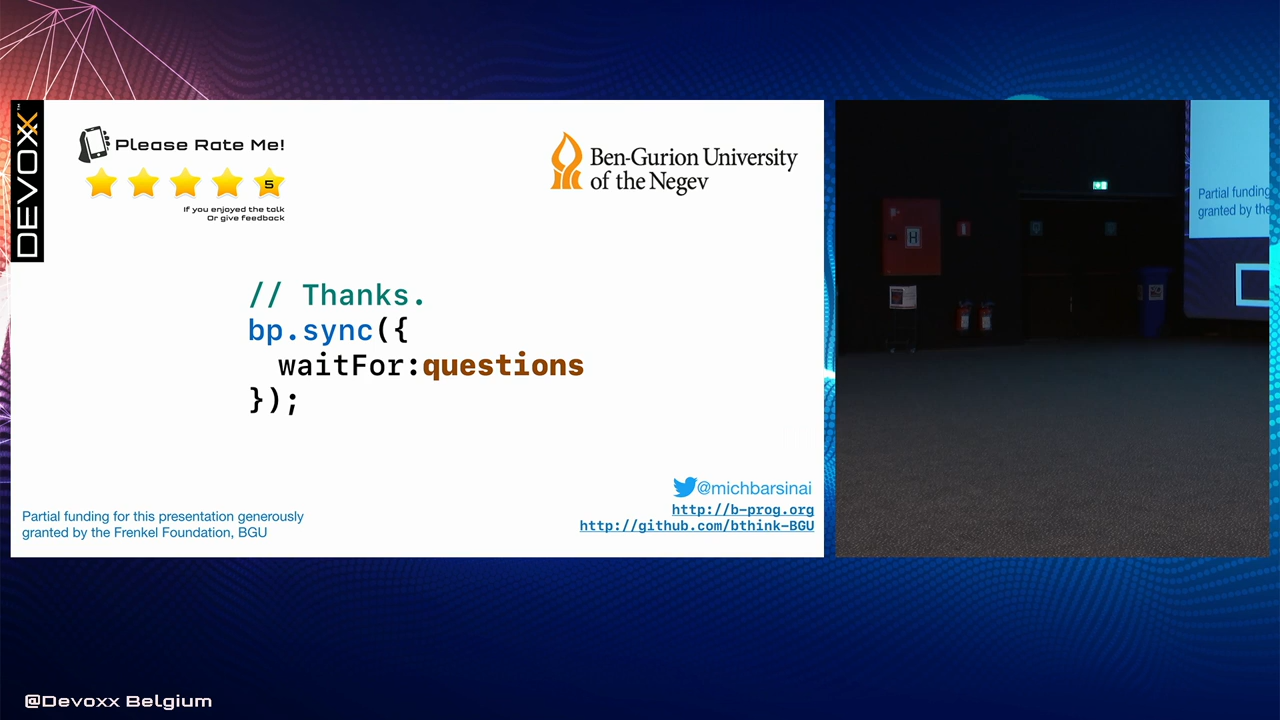 DEVOXX™
Please Rate Me!
5
If you enjoyed the talk
Or give feedback
Ben-Gurion University
of the Negev
// Thanks.
bp.sync({
waitFor:questions
});
@michbarsinai
http://b-prog.org
http://github.com/bthink-BGU
Partial funding for this presentation generously
granted by the Frenkel Foundation, BGU
H
Partial funding
granted by the
@Devoxx Belgium